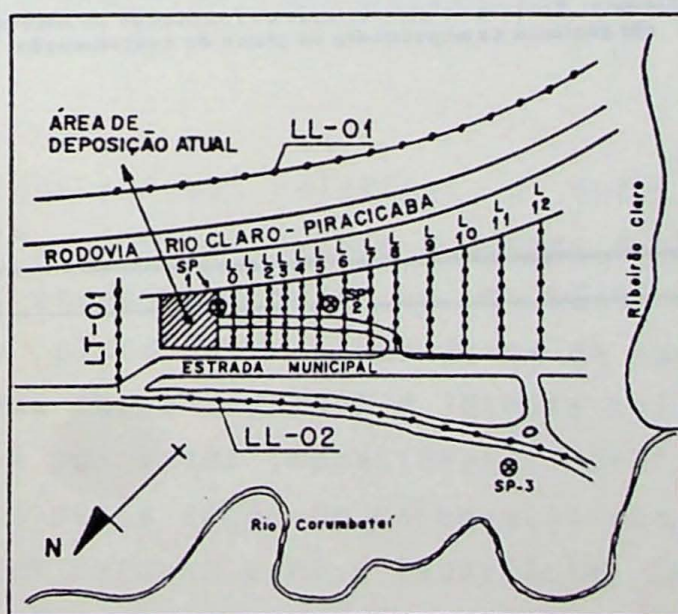 ÁREA DE
DEPOSIÇÃO ATUAL
LL-01
RODOVIA RIO CLARO - PIRACICABA
Ribeirão Claro
SP
1
L
0
L
1
L
2
L
3
L
4
L
5
L
6
L
7
L
8
L
9
L
10
L
11
L
12
SP
2
LT-01
ESTRADA MUNICIPAL
LL-02
SP-3
N
Rio Corumbataí